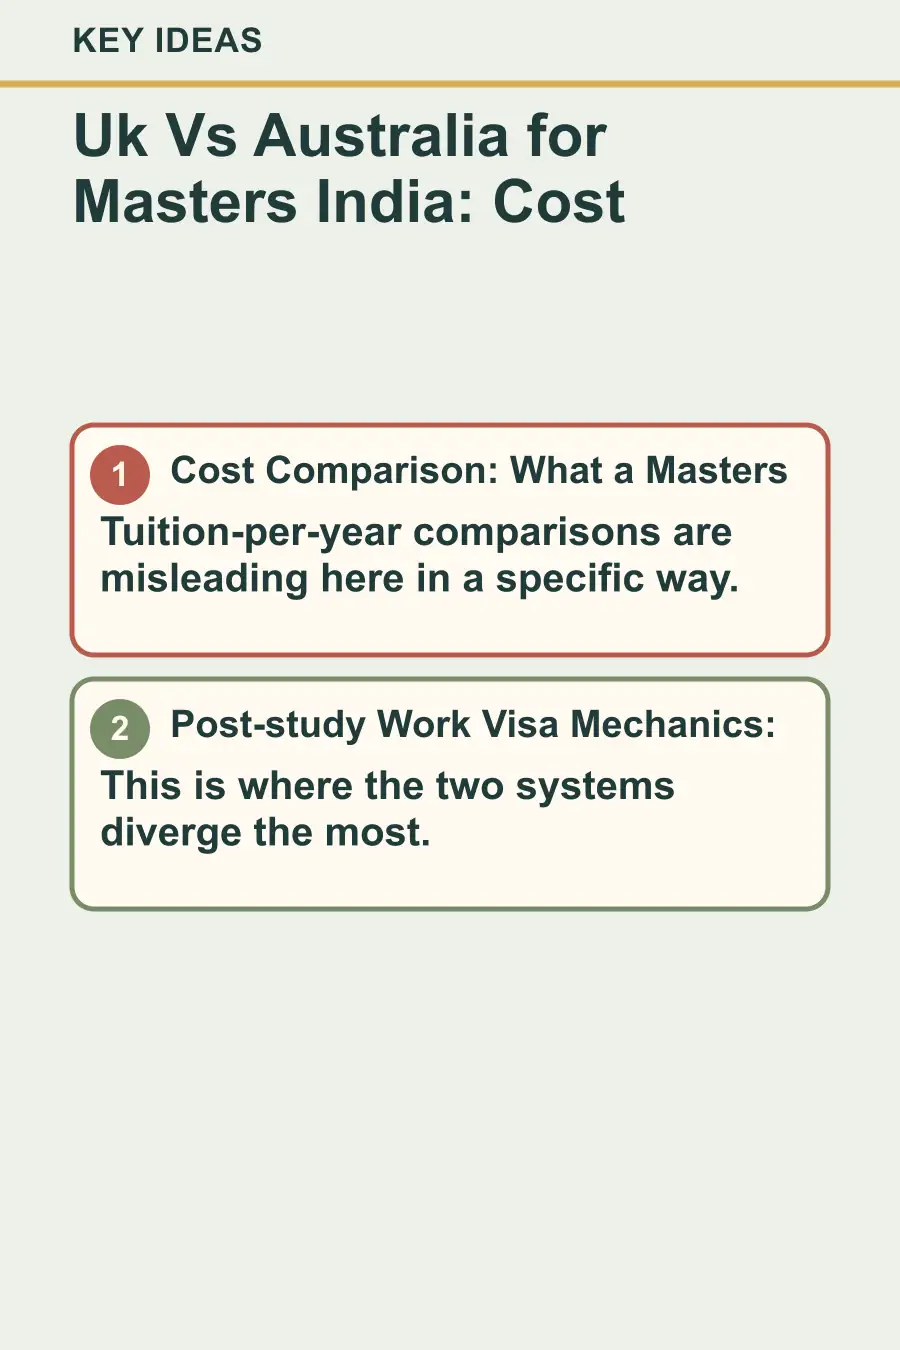 KEY IDEAS
Uk Vs Australia for
Masters India: Cost
1 Cost Comparison: What a Masters
Tuition-per-year comparisons are
misleading here in a specific way.
2 Post-study Work Visa Mechanics:
This is where the two systems
diverge the most.